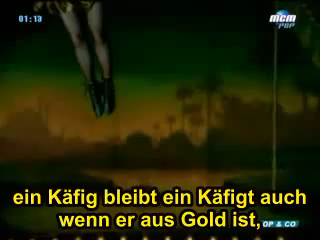 01:13
mcm
POP
ein Käfig bleibt ein Käfigt auch
wenn er aus Gold ist,
OP & CO